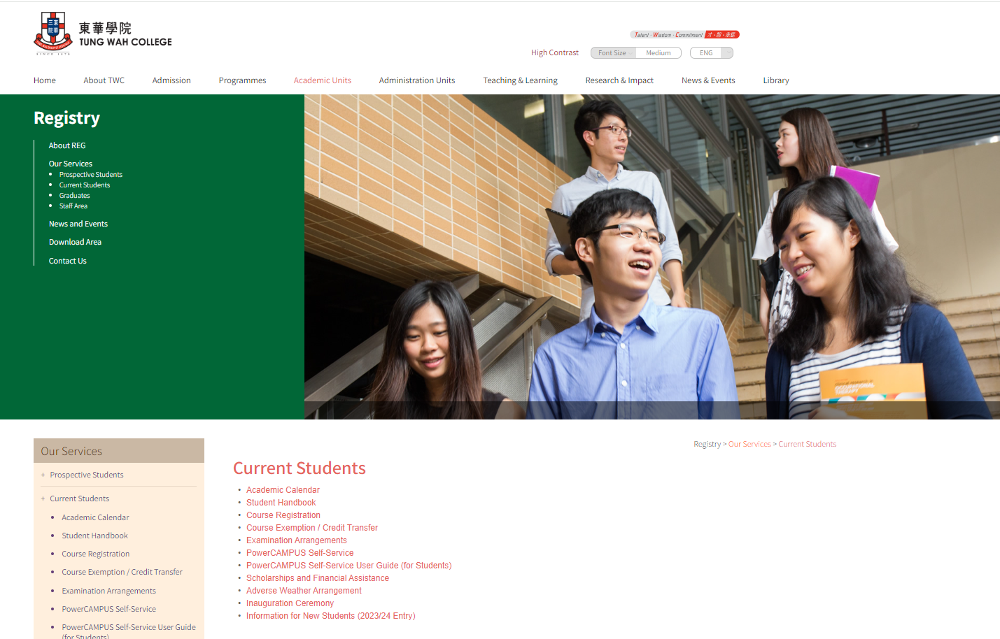 東華學院
TUNG WAH COLLEGE
SINCE 1870
Talent · Wisdom · Commitment 才 · 智 · 承諾
High Contrast Font Size Medium ENG
Home About TWC Admission Programmes Academic Units Administration Units Teaching & Learning Research & Impact News & Events Library
Registry
About REG
Our Services
Prospective Students
Current Students
Graduates
Staff Area
News and Events
Download Area
Contact Us
OCCUPATIONAL
THERAPY
Our Services
+ Prospective Students
+ Current Students
Academic Calendar
Student Handbook
Course Registration
Course Exemption / Credit Transfer
Examination Arrangements
PowerCAMPUS Self-Service
PowerCAMPUS Self-Service User Guide
(for Students)
Registry > Our Services > Current Students
Current Students
• Academic Calendar
• Student Handbook
• Course Registration
• Course Exemption / Credit Transfer
• Examination Arrangements
• PowerCAMPUS Self-Service
• PowerCAMPUS Self-Service User Guide (for Students)
• Scholarships and Financial Assistance
• Adverse Weather Arrangement
• Inauguration Ceremony
• Information for New Students (2023/24 Entry)